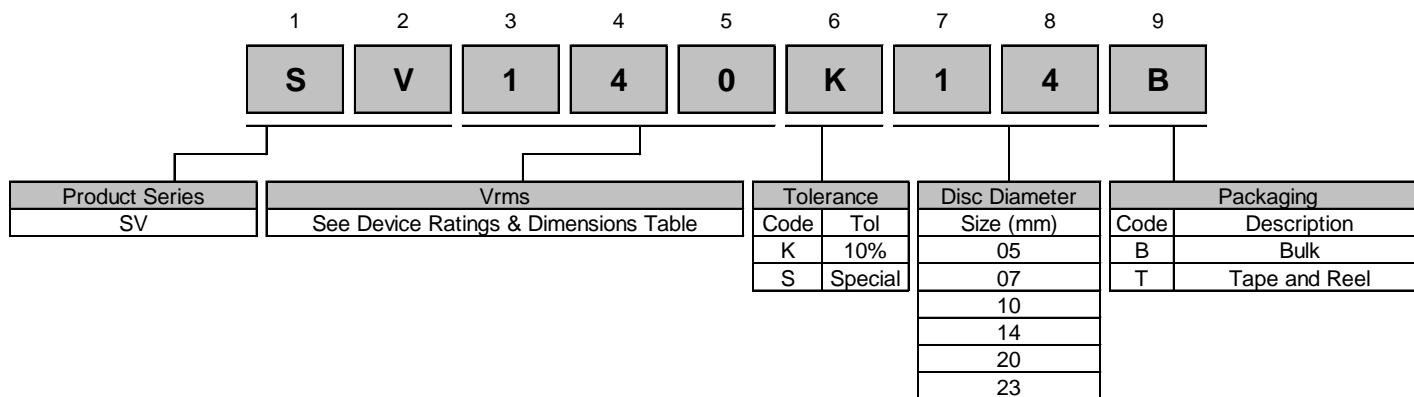 1 2 3 4 5 6 7 8 9
S V 1 4 0 K 1 4 B
Product Series Vrms Tolerance Disc Diameter Packaging
SV See Device Ratings & Dimensions Table Code Tol Size (mm) Code Description
K 10% 05 B Bulk
S Special 07 T Tape and Reel
10
14
20
23